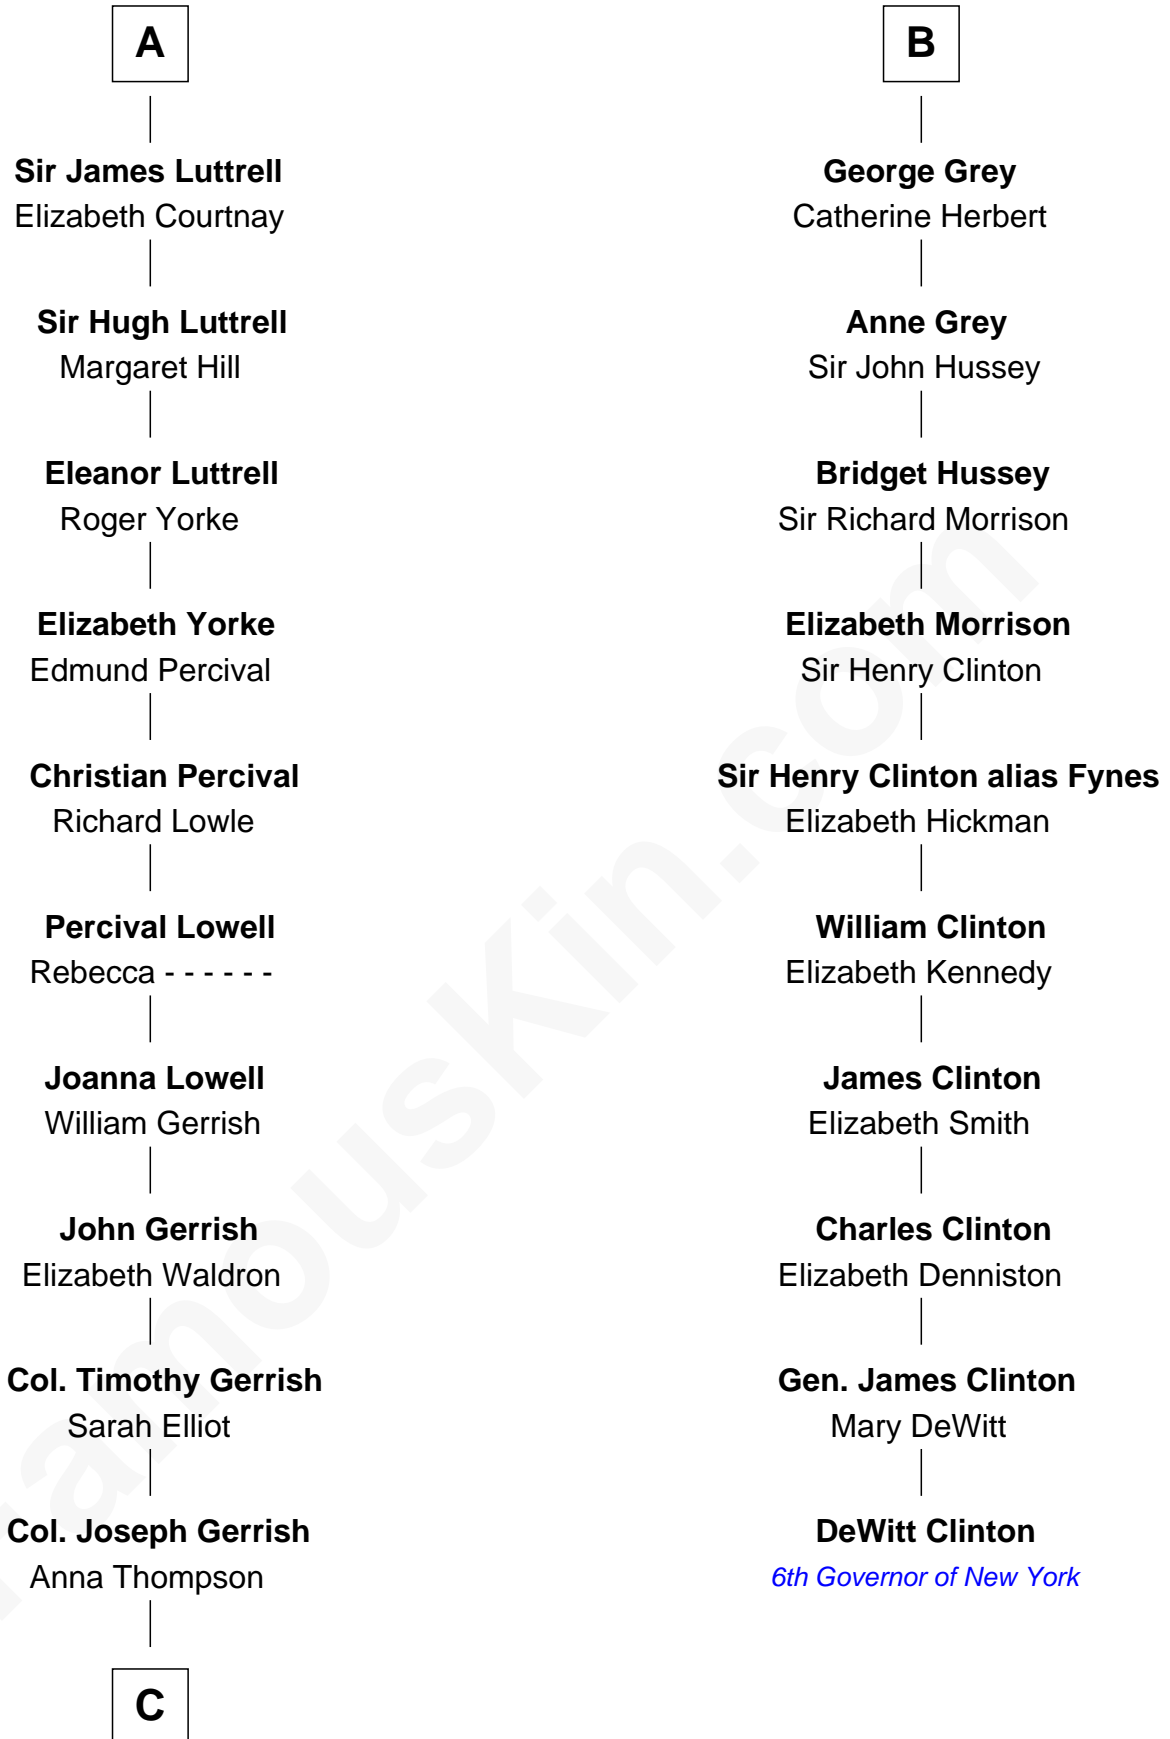 A
Sir James Luttrell
Elizabeth Courtnay
Sir Hugh Luttrell
Margaret Hill
Eleanor Luttrell
Roger Yorke
Elizabeth Yorke
Edmund Percival
Christian Percival
Richard Lowle
Percival Lowell
Rebecca - - - - - -
Joanna Lowell
William Gerrish
John Gerrish
Elizabeth Waldron
Col. Timothy Gerrish
Sarah Elliot
Col. Joseph Gerrish
Anna Thompson
C
B
George Grey
Catherine Herbert
Anne Grey
Sir John Hussey
Bridget Hussey
Sir Richard Morrison
Elizabeth Morrison
Sir Henry Clinton
Sir Henry Clinton alias Fynes
Elizabeth Hickman
William Clinton
Elizabeth Kennedy
James Clinton
Elizabeth Smith
Charles Clinton
Elizabeth Denniston
Gen. James Clinton
Mary DeWitt
DeWitt Clinton
6th Governor of New York
FamousKin.com